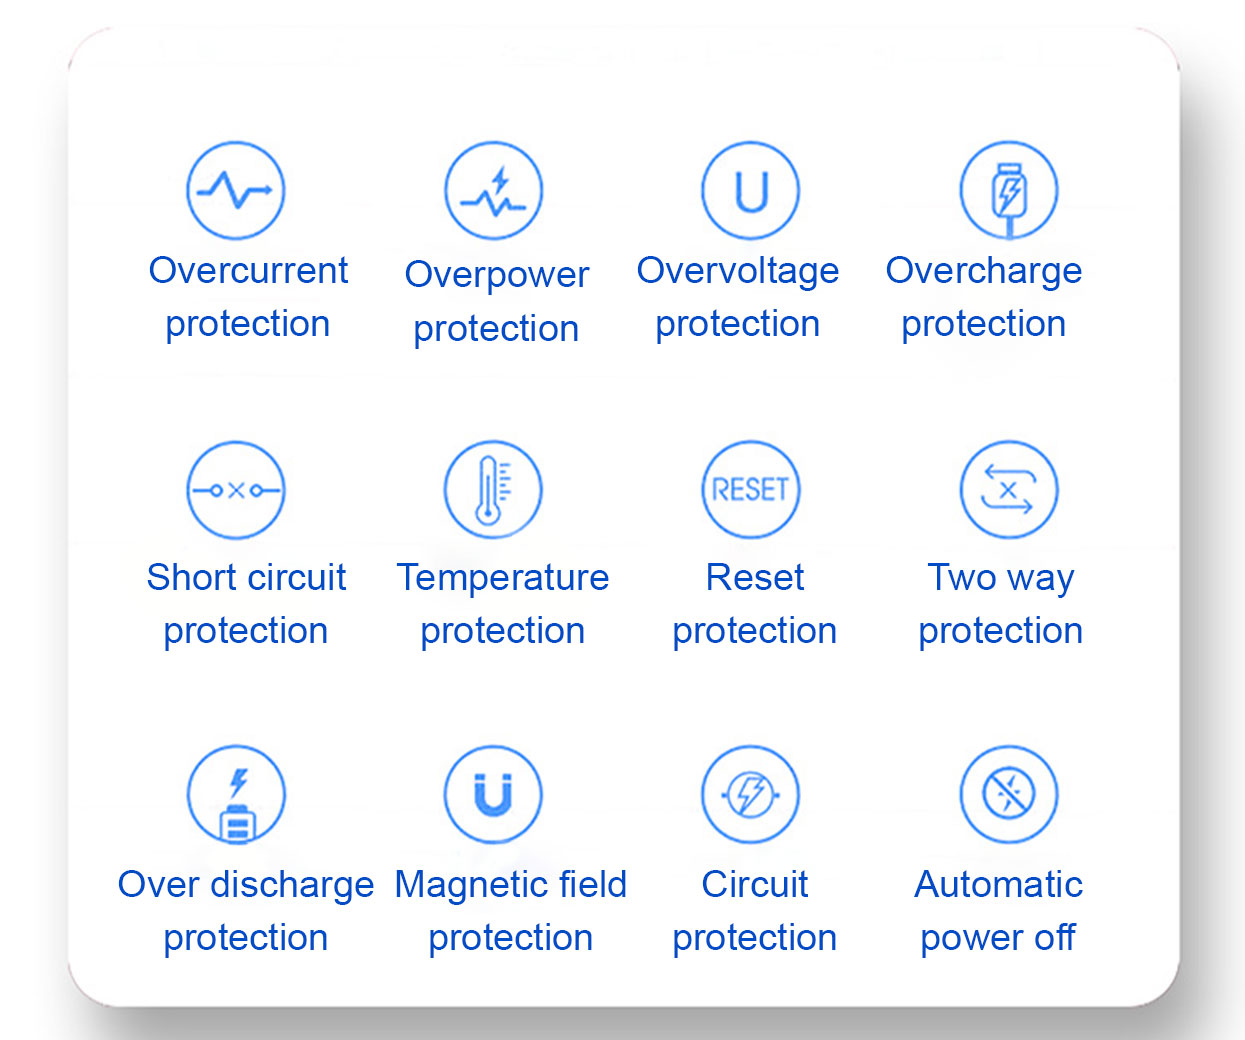 U
Overcurrent
protection
Overpower
protection
Overvoltage
protection
Overcharge
protection
RESET
Short circuit
protection
Temperature
protection
Reset
protection
Two way
protection
Over discharge
protection
Magnetic field
protection
Circuit
protection
Automatic
power off